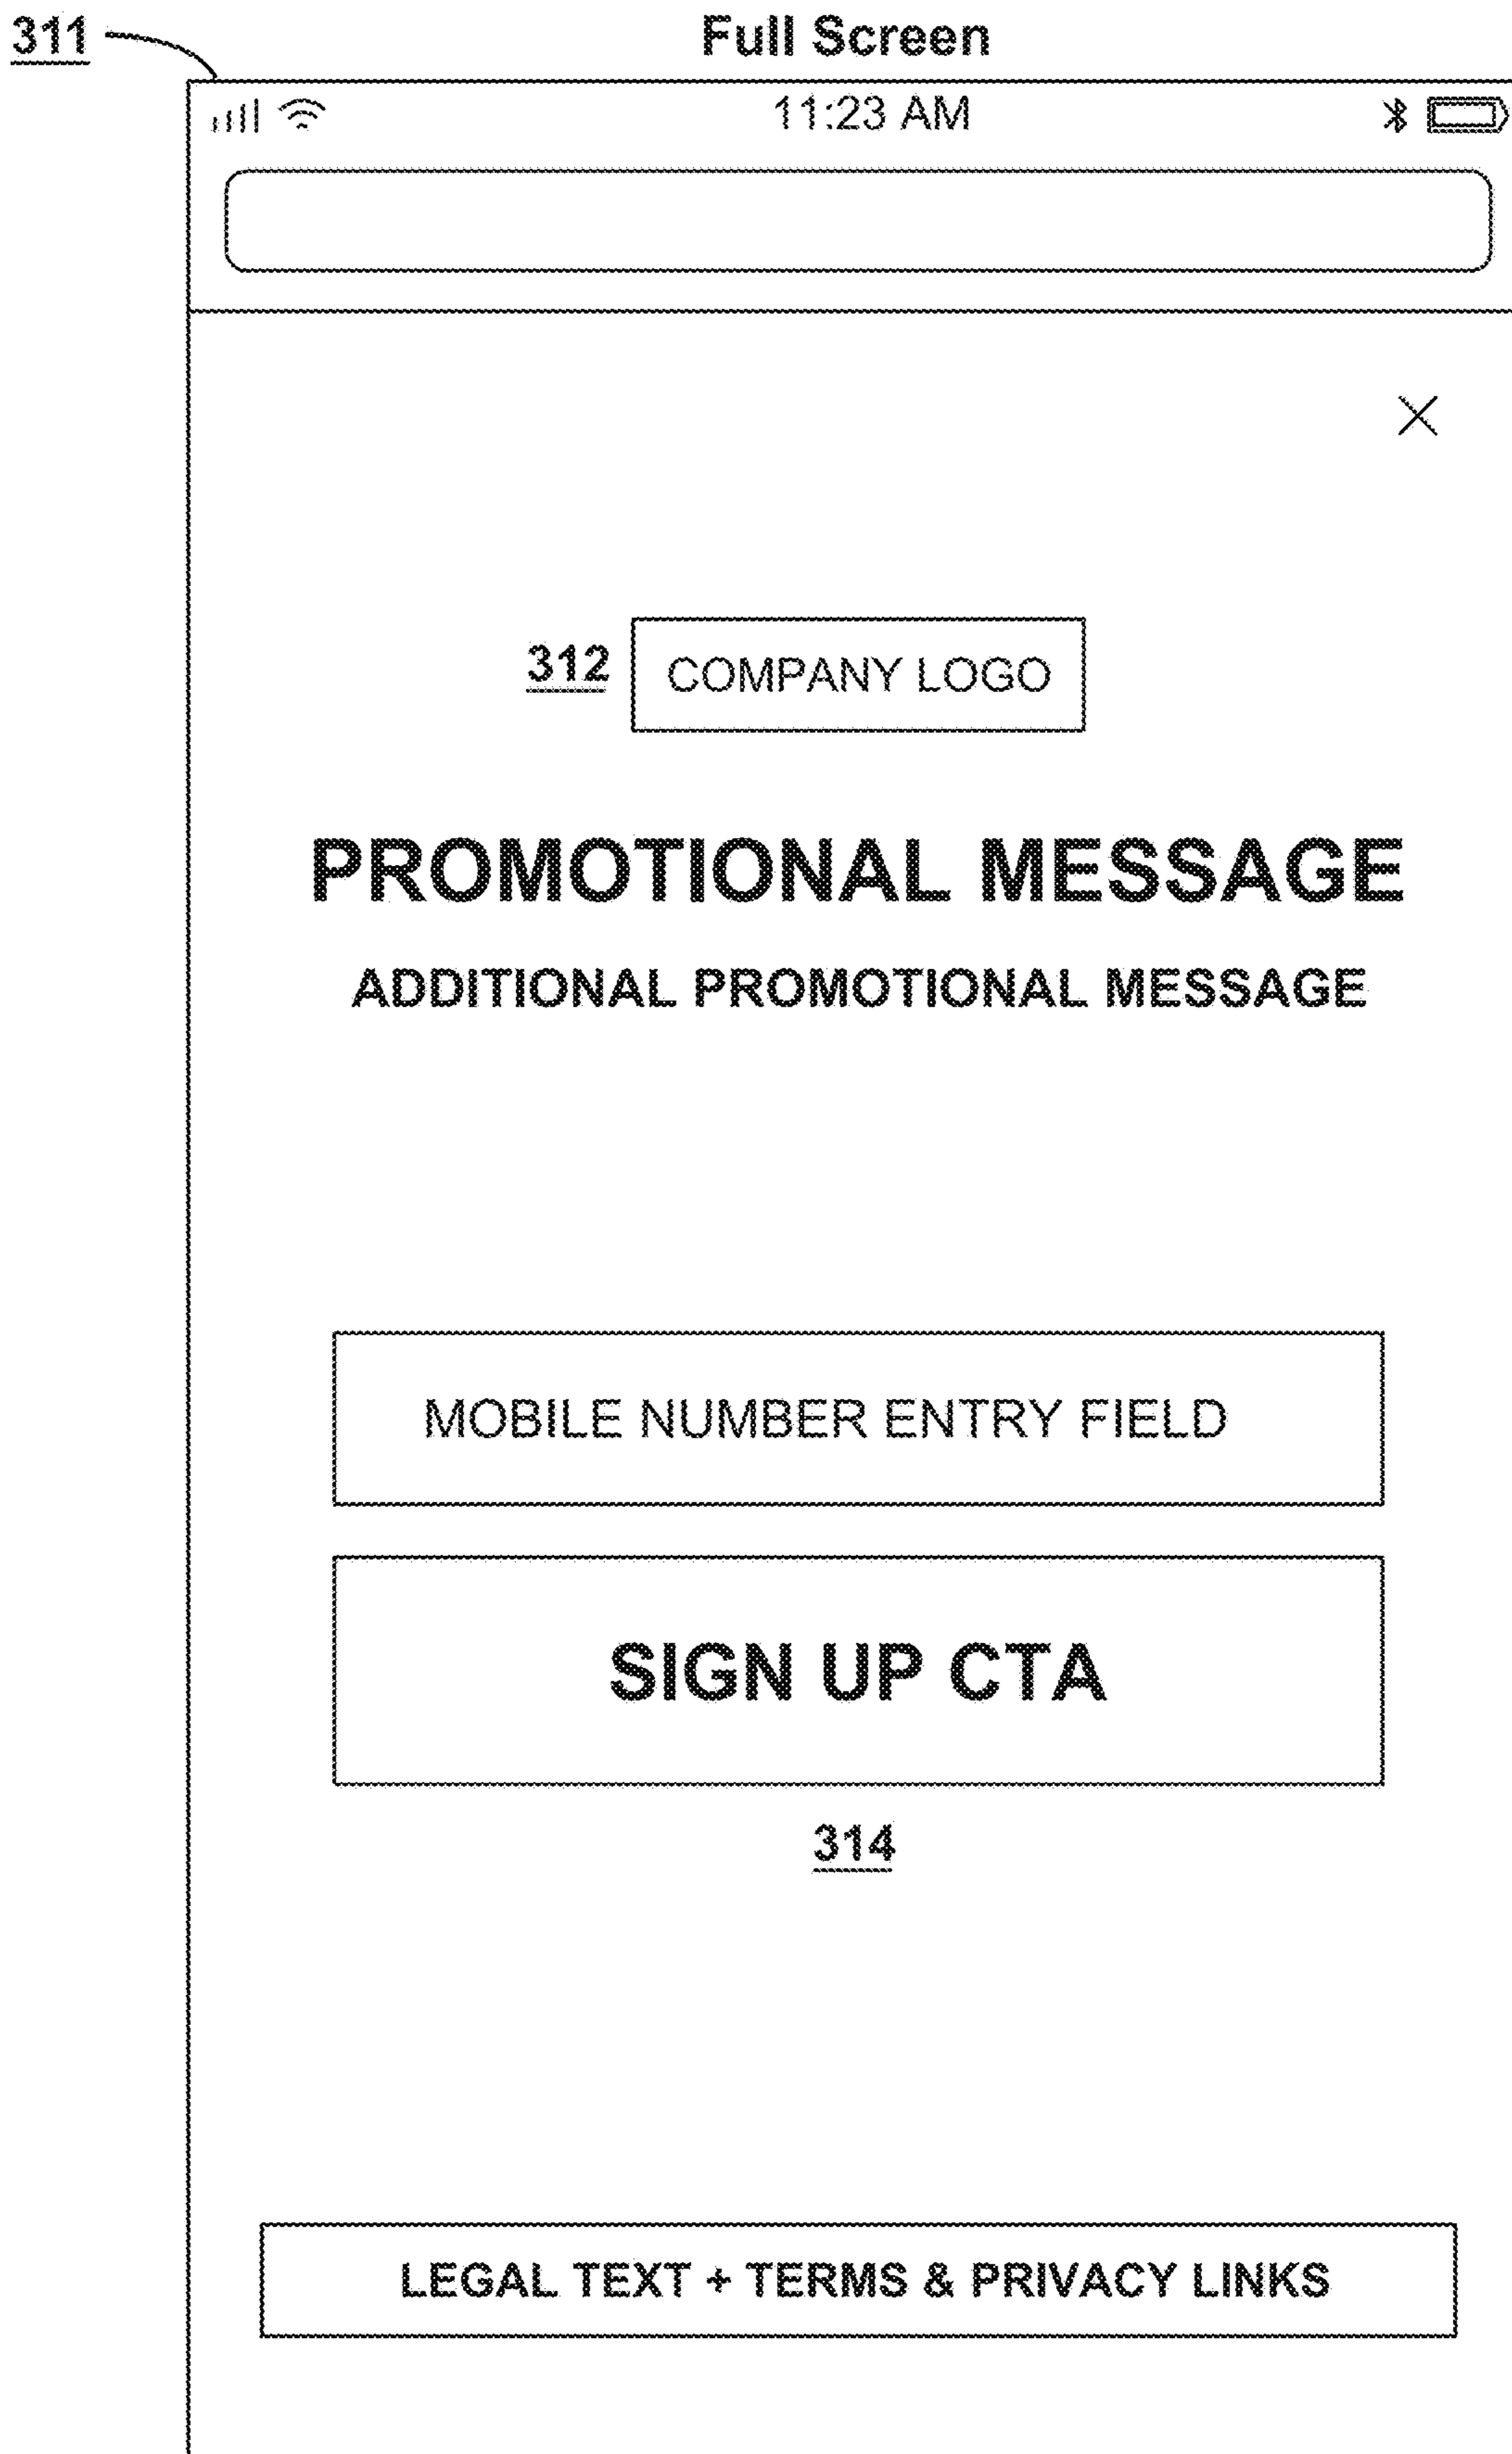 311
Full Screen
11:23 AM
312 COMPANY LOGO
PROMOTIONAL MESSAGE
ADDITIONAL PROMOTIONAL MESSAGE
MOBILE NUMBER ENTRY FIELD
SIGN UP CTA
314
LEGAL TEXT + TERMS & PRIVACY LINKS